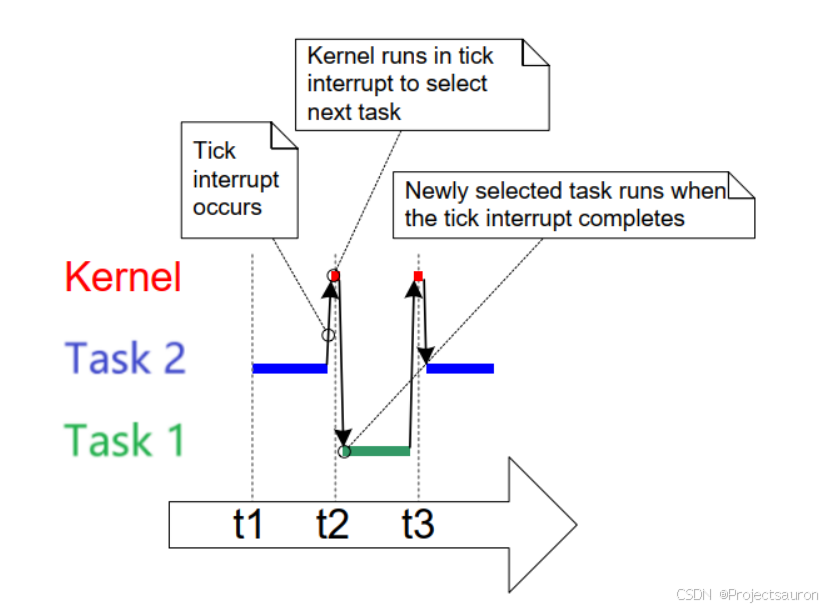 Kernel runs in tick
interrupt to select
next task
Tick
interrupt
occurs
Newly selected task runs when
the tick interrupt completes
Kernel
Task 2
Task 1
t1 t2 t3
CSDN @Projectsauron